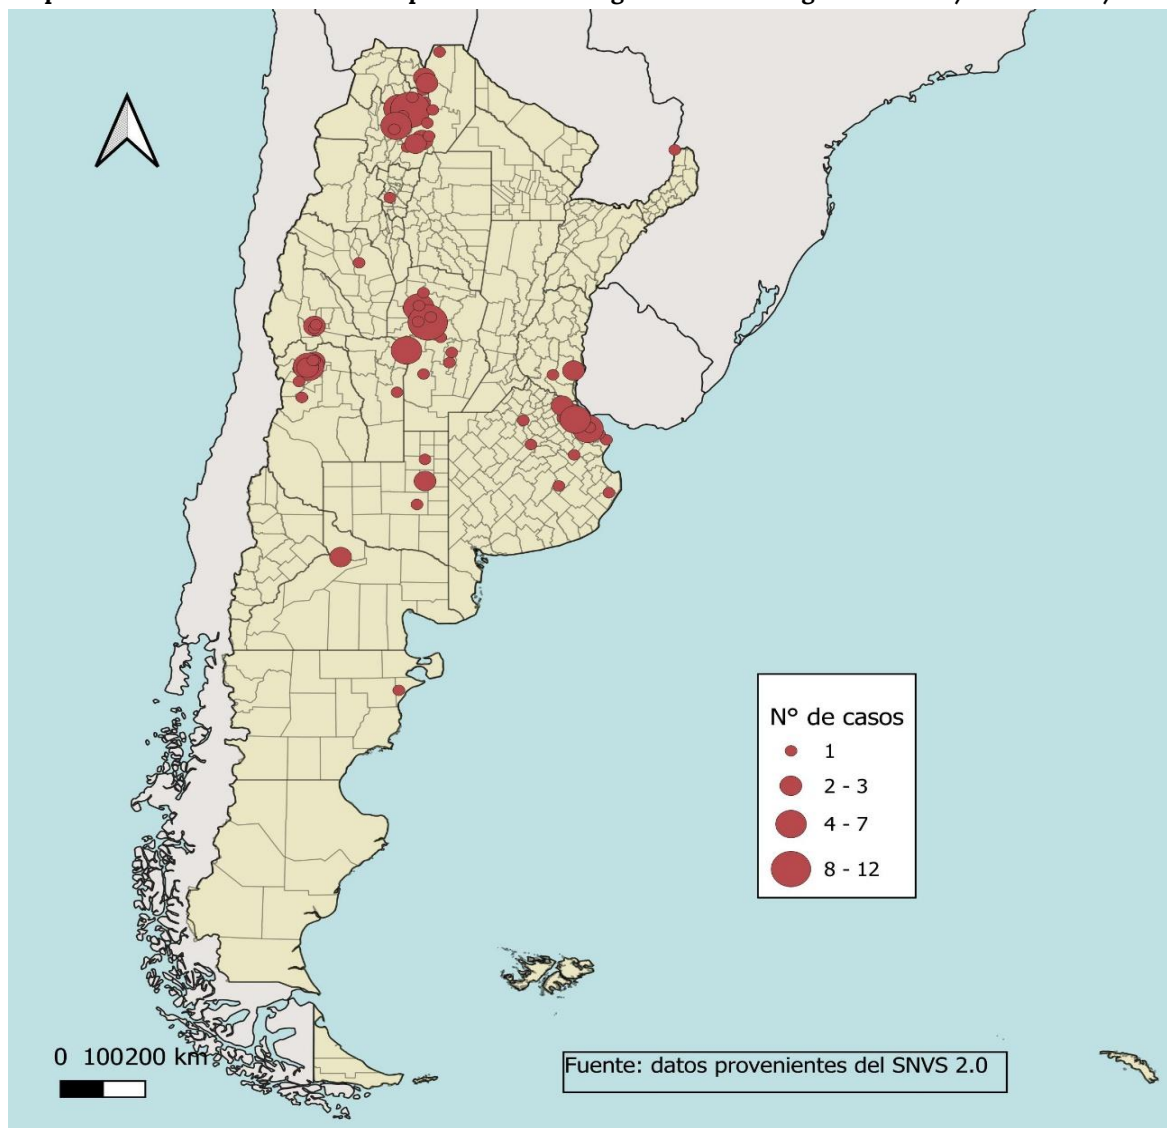 N° de casos
1
2 - 3
4 - 7
8 - 12
0 100200 km
Fuente: datos provenientes del SNVS 2.0